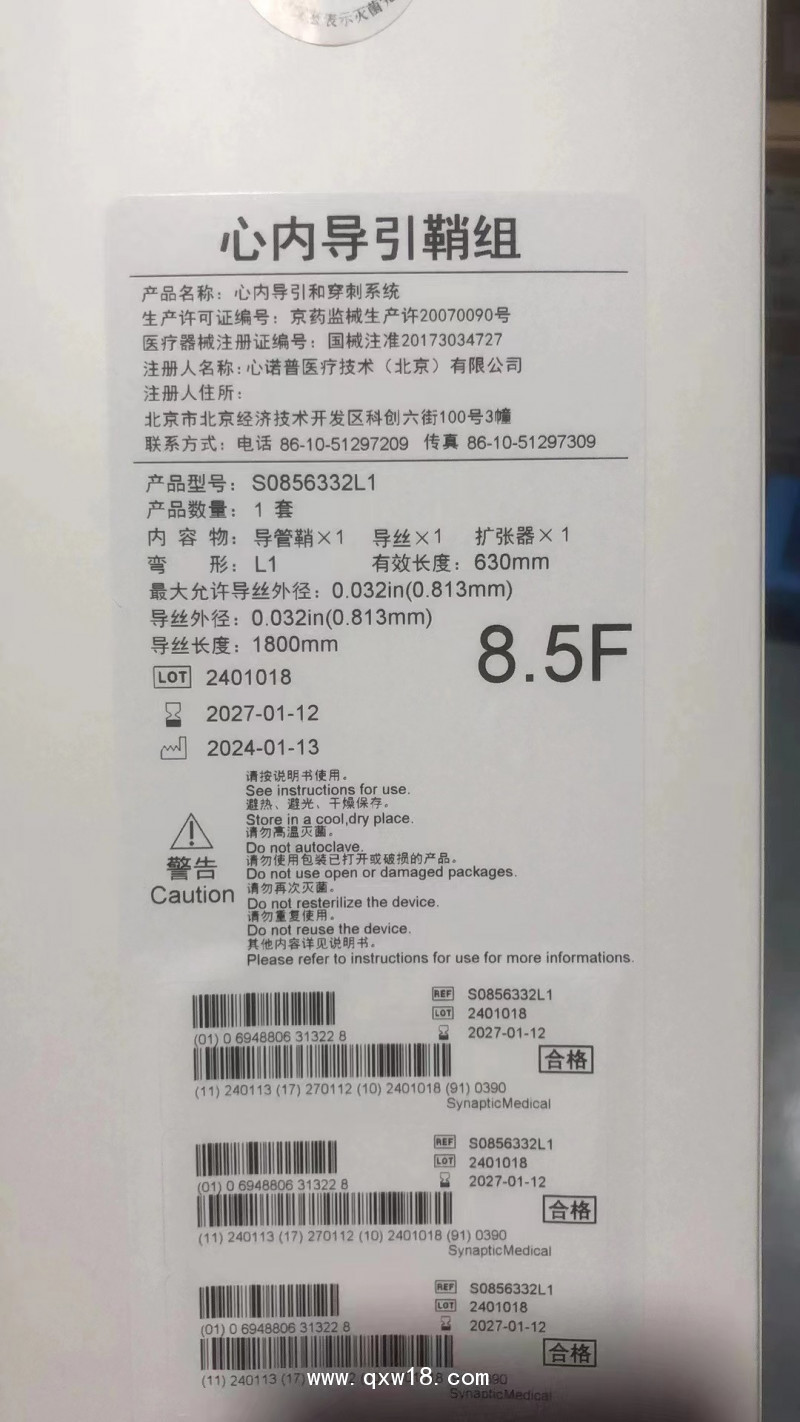 表示灭菌
心内导引鞘组
产品名称：心内导引和穿刺系统
生产许可证编号：京药监械生产许20070090号
医疗器械注册证编号：国械注准20173034727
注册人名称：心诺普医疗技术（北京）有限公司
注册人住所：
北京市北京经济技术开发区科创六街100号3幢
联系方式：电话 86-10-51297209 传真 86-10-51297309
产品型号：S0856332L1
产品数量：1 套
内 容 物：导管鞘×1 导丝×1 扩张器×1
弯 形：L1 有效长度：630mm
最大允许导丝外径：0.032in(0.813mm)
导丝外径：0.032in(0.813mm)
导丝长度：1800mm
8.5F
LOT 2401018
2027-01-12
2024-01-13
警告
Caution
请按说明书使用。
See instructions for use.
避热、避光、干燥保存。
Store in a cool,dry place.
请勿高温灭菌。
Do not autoclave.
请勿使用包装已打开或破损的产品。
Do not use open or damaged packages.
请勿再次灭菌。
Do not resterilize the device.
请勿重复使用。
Do not reuse the device.
其他内容详见说明书。
Please refer to instructions for use for more informations.
REF S0856332L1
LOT 2401018
2027-01-12
(01) 0 6948806 31322 8
合格
(11) 240113 (17) 270112 (10) 2401018 (91) 0390
SynapticMedical
REF S0856332L1
LOT 2401018
2027-01-12
(01) 0 6948806 31322 8
合格
(11) 240113 (17) 270112 (10) 2401018 (91) 0390
SynapticMedical
REF S0856332L1
LOT 2401018
2027-01-12
(01) 0 6948806 31322 8
合格
(11) 240113 (17)
www.qxw18.com
SynapticMedical